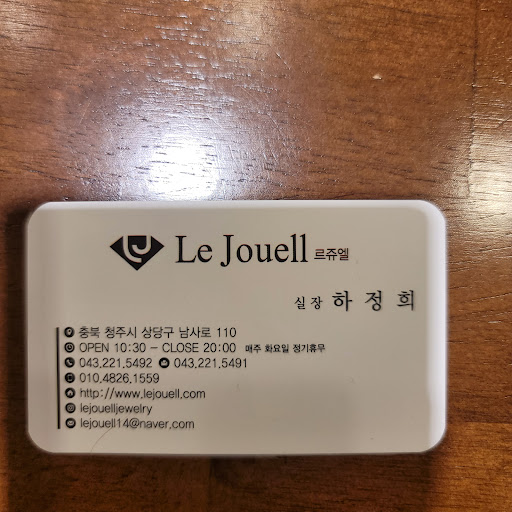 Le Jouell 르쥬엘
실장 하정희
충북 청주시 상당구 남사로 110
OPEN 10:30 - CLOSE 20:00 매주 화요일 정기휴무
043.221.5492 043.221.5491
010.4826.1559
http://www.lejouell.com
lejouelljewelry
lejouell14@naver.com